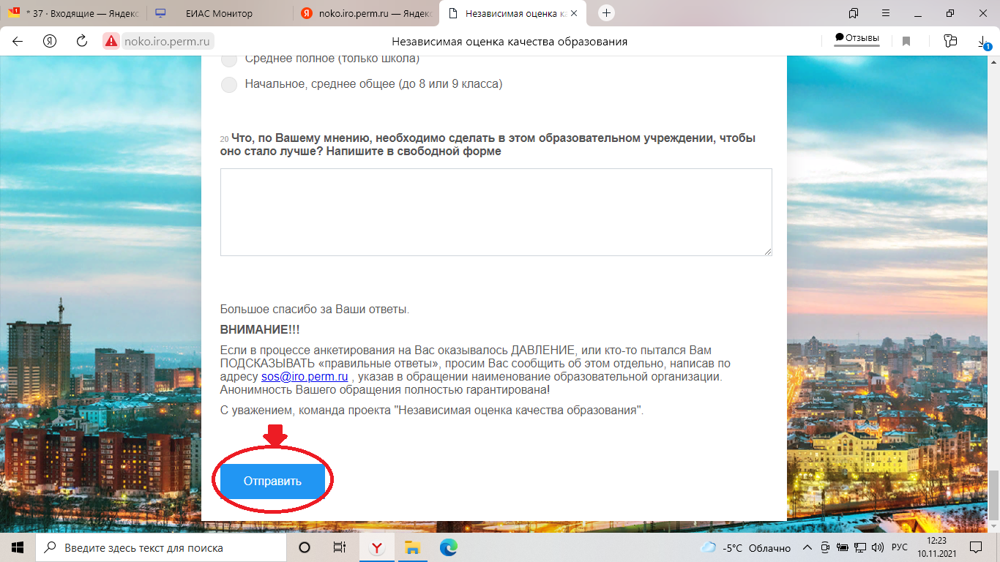 * 37 · Входящие — Яндекс
ЕИАС Монитор
noko.iro.perm.ru — Яндекс
Независимая оценка ка
noko.iro.perm.ru
Независимая оценка качества образования
Отзывы
1
Среднее полное (только школа)
Начальное, среднее общее (до 8 или 9 класса)
20 Что, по Вашему мнению, необходимо сделать в этом образовательном учреждении, чтобы
оно стало лучше? Напишите в свободной форме
Большое спасибо за Ваши ответы.
ВНИМАНИЕ!!!
Если в процессе анкетирования на Вас оказывалось ДАВЛЕНИЕ, или кто-то пытался Вам
ПОДСКАЗЫВАТЬ «правильные ответы», просим Вас сообщить об этом отдельно, написав по
адресу sos@iro.perm.ru , указав в обращении наименование образовательной организации.
Анонимность Вашего обращения полностью гарантирована!
С уважением, команда проекта "Независимая оценка качества образования".
Отправить
Введите здесь текст для поиска
-5°C Облачно
РУС
12:23
10.11.2021